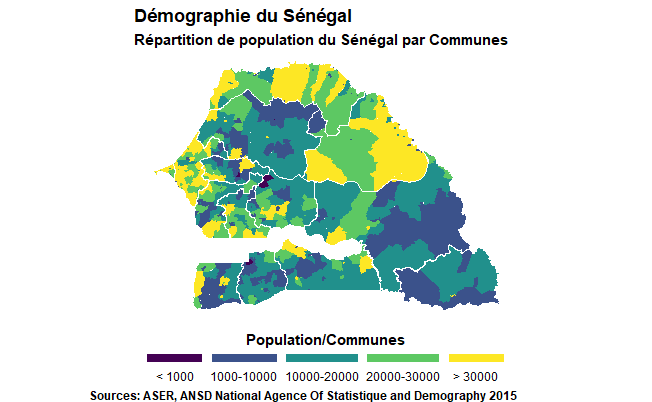 Démographie du Sénégal
Répartition de population du Sénégal par Communes
Population/Communes
< 1000 1000-10000 10000-20000 20000-30000 > 30000
Sources: ASER, ANSD National Agence Of Statistique and Demography 2015